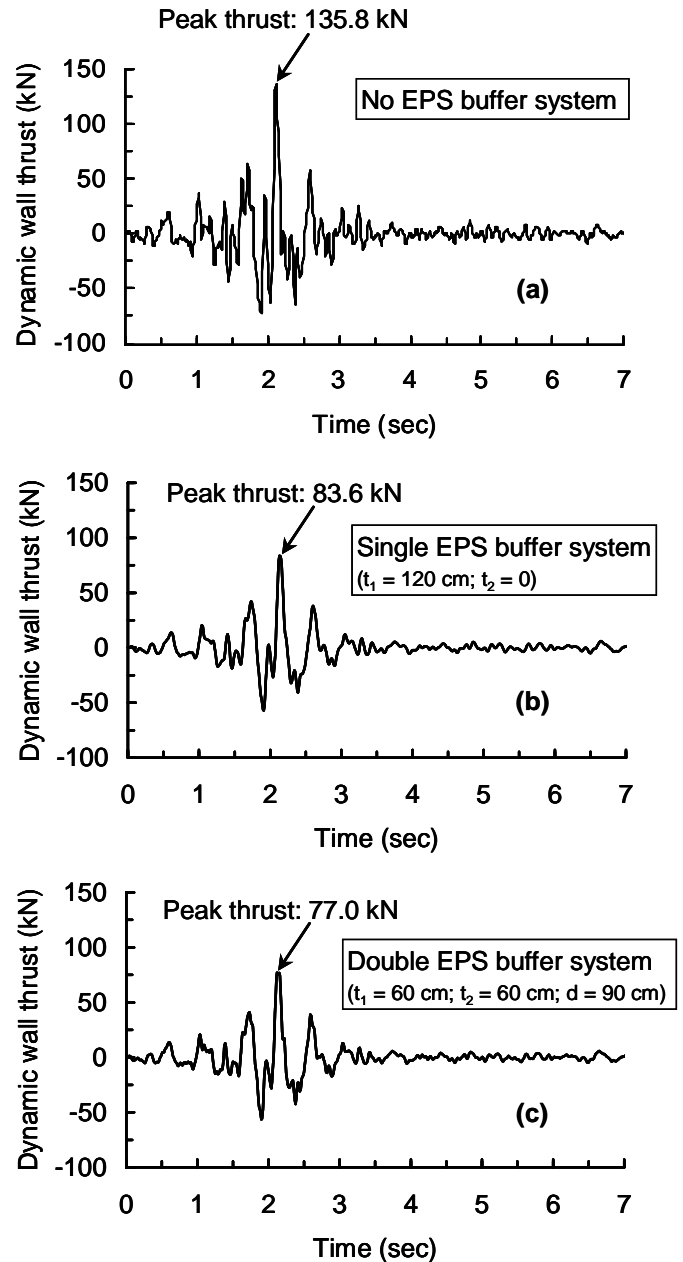 Peak thrust: 135.8 kN
Dynamic wall thrust (kN)
150
100
50
0
-50
-100
No EPS buffer system
(a)
0 1 2 3 4 5 6 7
Time (sec)
Peak thrust: 83.6 kN
Dynamic wall thrust (kN)
150
100
50
0
-50
-100
Single EPS buffer system
(t₁ = 120 cm; t₂ = 0)
(b)
0 1 2 3 4 5 6 7
Time (sec)
Peak thrust: 77.0 kN
Dynamic wall thrust (kN)
150
100
50
0
-50
-100
Double EPS buffer system
(t₁ = 60 cm; t₂ = 60 cm; d = 90 cm)
(c)
0 1 2 3 4 5 6 7
Time (sec)